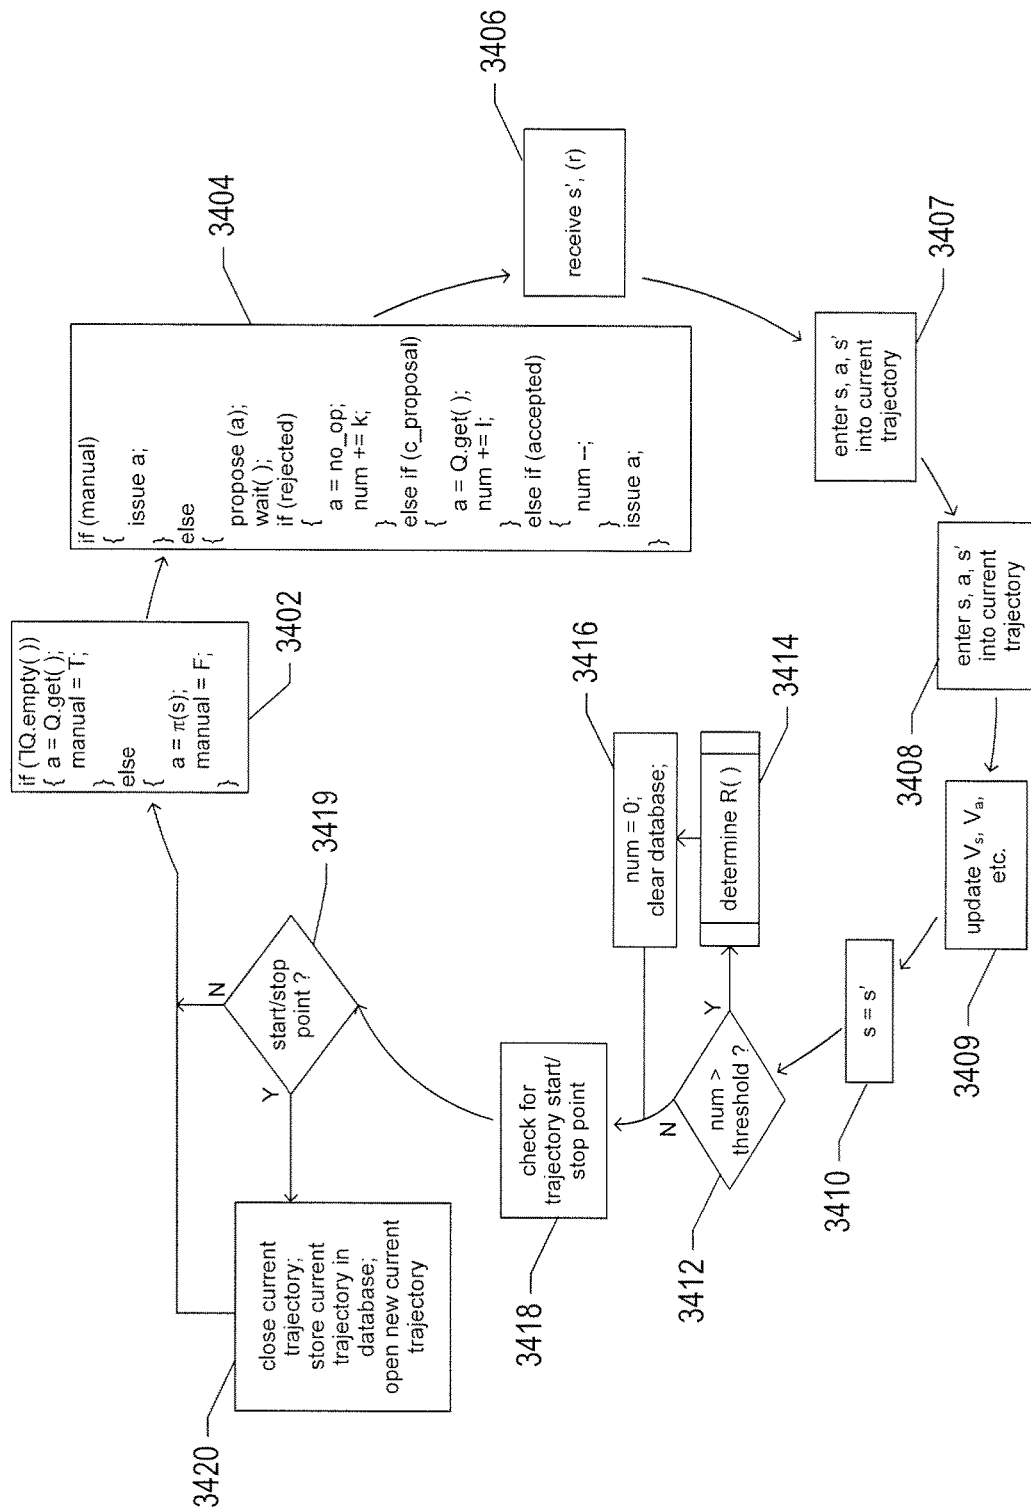 if (⅂Q.empty( ))
{ a = Q.get( );
manual = T;
}
else
{
a = π(s);
manual = F;
}
3402
if (manual)
{
issue a;
}
else
{
propose (a);
wait( );
if (rejected)
{
a = no_op;
num += k;
}
else if (c_proposal)
{
a = Q.get( );
num += l;
}
else if (accepted)
{
num --;
}
issue a;
}
3404
receive s', (r)
3406
enter s, a, s'
into current
trajectory
3407
enter s, a, s'
into current
trajectory
3408
update Vs, Va,
etc.
3409
s = s'
3410
num >
threshold ?
Y
N
3412
determine R( )
3414
num = 0;
clear database;
3416
check for
trajectory start/
stop point
3418
start/stop
point ?
N
Y
3419
close current
trajectory;
store current
trajectory in
database;
open new current
trajectory
3420